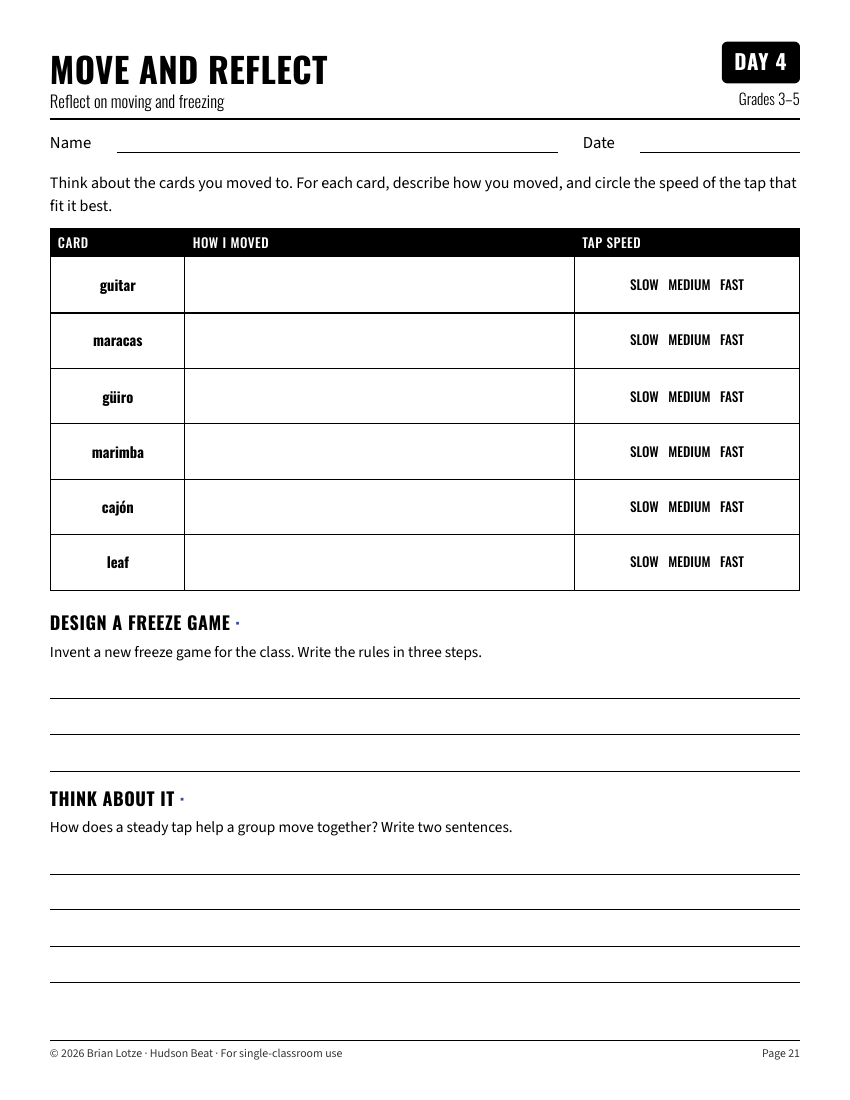 MOVE AND REFLECT
DAY 4
Reflect on moving and freezing
Grades 3–5
Name
Date
Think about the cards you moved to. For each card, describe how you moved, and circle the speed of the tap that
fit it best.
CARD HOW I MOVED TAP SPEED
guitar SLOW MEDIUM FAST
maracas SLOW MEDIUM FAST
güiro SLOW MEDIUM FAST
marimba SLOW MEDIUM FAST
cajón SLOW MEDIUM FAST
leaf SLOW MEDIUM FAST
DESIGN A FREEZE GAME ·
Invent a new freeze game for the class. Write the rules in three steps.
THINK ABOUT IT ·
How does a steady tap help a group move together? Write two sentences.
© 2026 Brian Lotze · Hudson Beat · For single-classroom use
Page 21